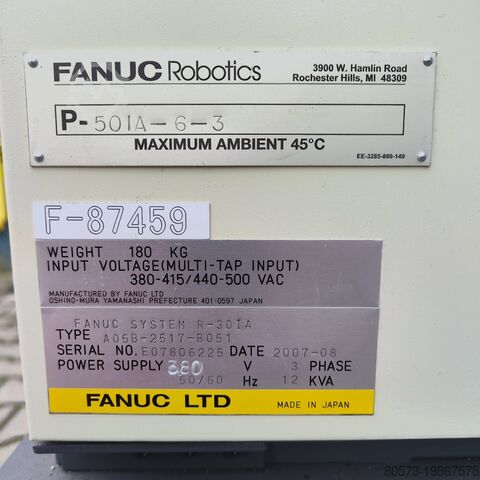 FANUC Robotics
3900 W. Hamlin Road
Rochester Hills, MI 48309
P-501A-6-3
MAXIMUM AMBIENT 45°C
EE-3285-800-149
F-87459
WEIGHT 180 KG
INPUT VOLTAGE(MULTI-TAP INPUT)
380-415/440-500 VAC
MANUFACTURED BY FANUC LTD
OSHINO-MURA YAMANASHI PREFECTURE 401-0597 JAPAN
FANUC SYSTEM R-30IA
TYPE A05B-2517-B051
SERIAL NO. E07806225 DATE 2007-08
POWER SUPPLY 380 V 3 PHASE
50/60 Hz 12 KVA
FANUC LTD MADE IN JAPAN
80573-19867575